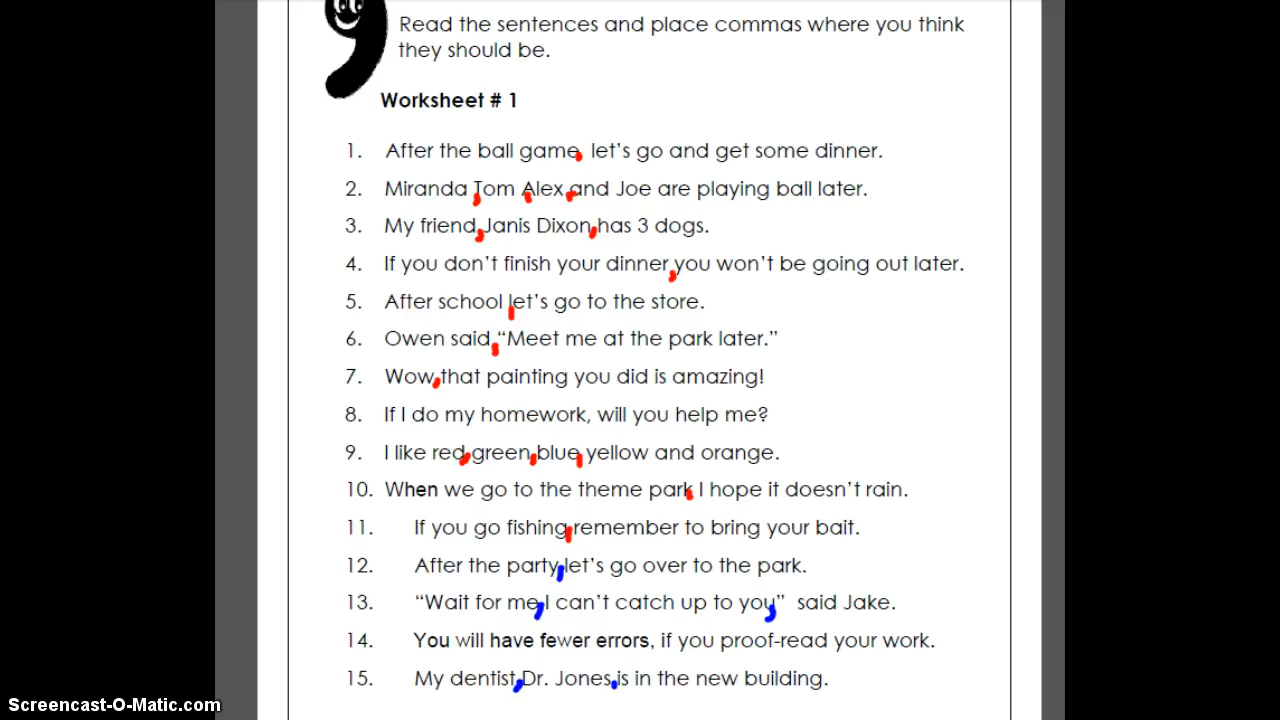 Read the sentences and place commas where you think
they should be.
Worksheet # 1
1. After the ball game, let's go and get some dinner.
2. Miranda, Tom, Alex, and Joe are playing ball later.
3. My friend, Janis Dixon, has 3 dogs.
4. If you don't finish your dinner, you won't be going out later.
5. After school, let's go to the store.
6. Owen said, “Meet me at the park later.”
7. Wow, that painting you did is amazing!
8. If I do my homework, will you help me?
9. I like red, green, blue, yellow and orange.
10. When we go to the theme park, I hope it doesn't rain.
11. If you go fishing, remember to bring your bait.
12. After the party, let's go over to the park.
13. “Wait for me, I can't catch up to you,” said Jake.
14. You will have fewer errors, if you proof-read your work.
15. My dentist, Dr. Jones, is in the new building.
Screencast-O-Matic.com